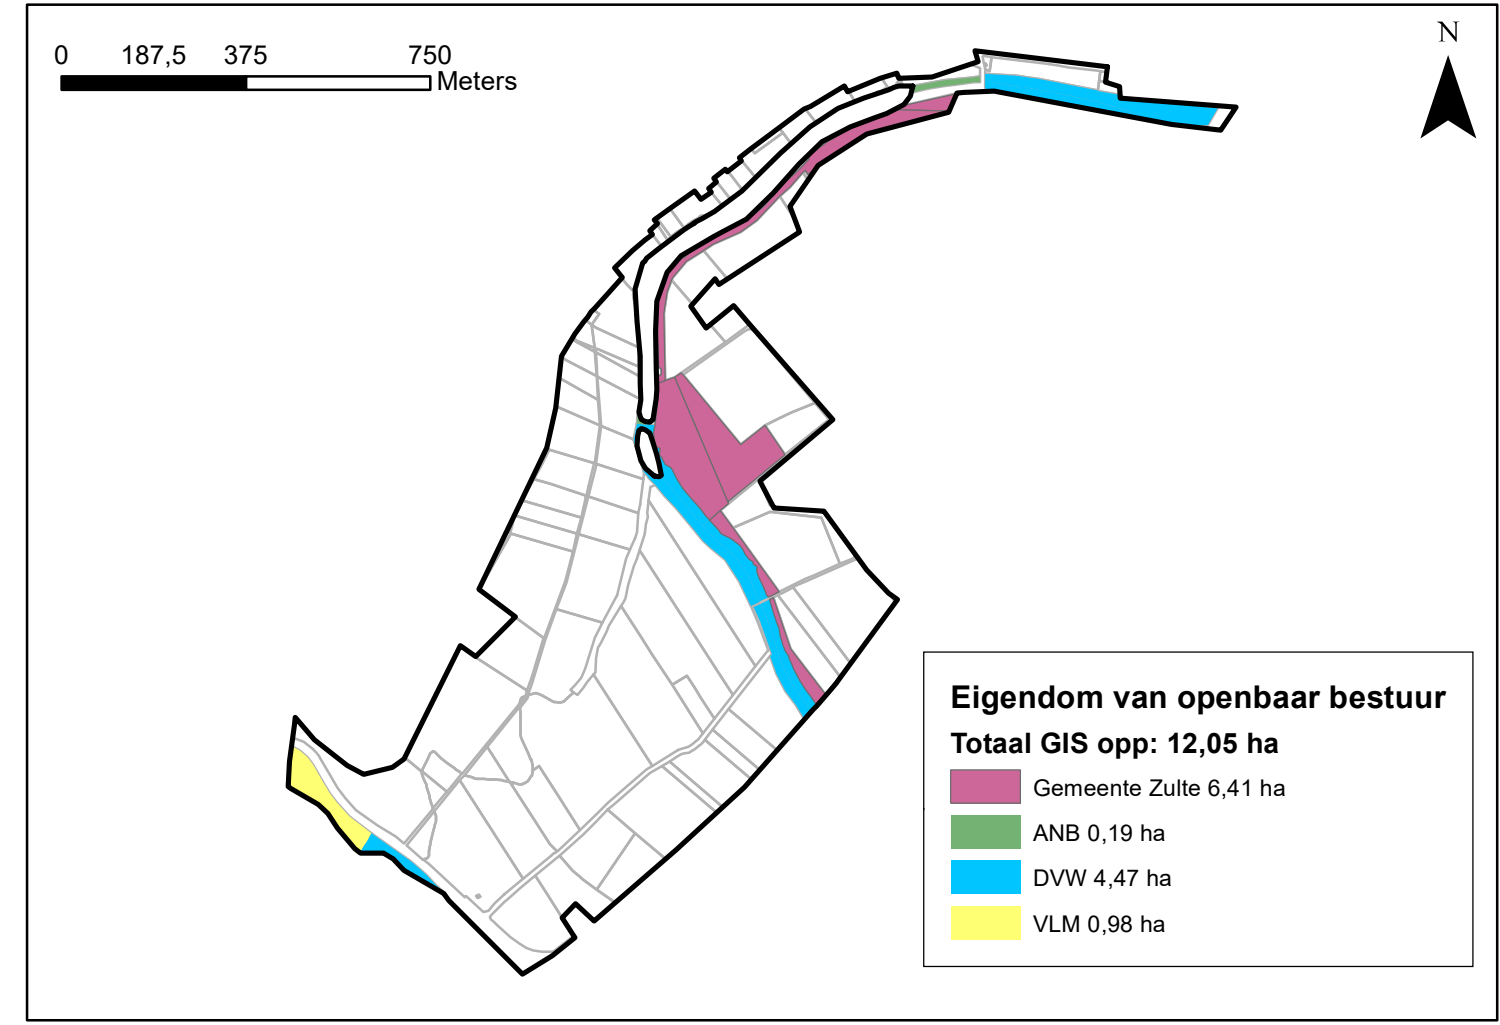 0 187,5 375 750
Meters
N
Eigendom van openbaar bestuur
Totaal GIS opp: 12,05 ha
Gemeente Zulte 6,41 ha
ANB 0,19 ha
DVW 4,47 ha
VLM 0,98 ha